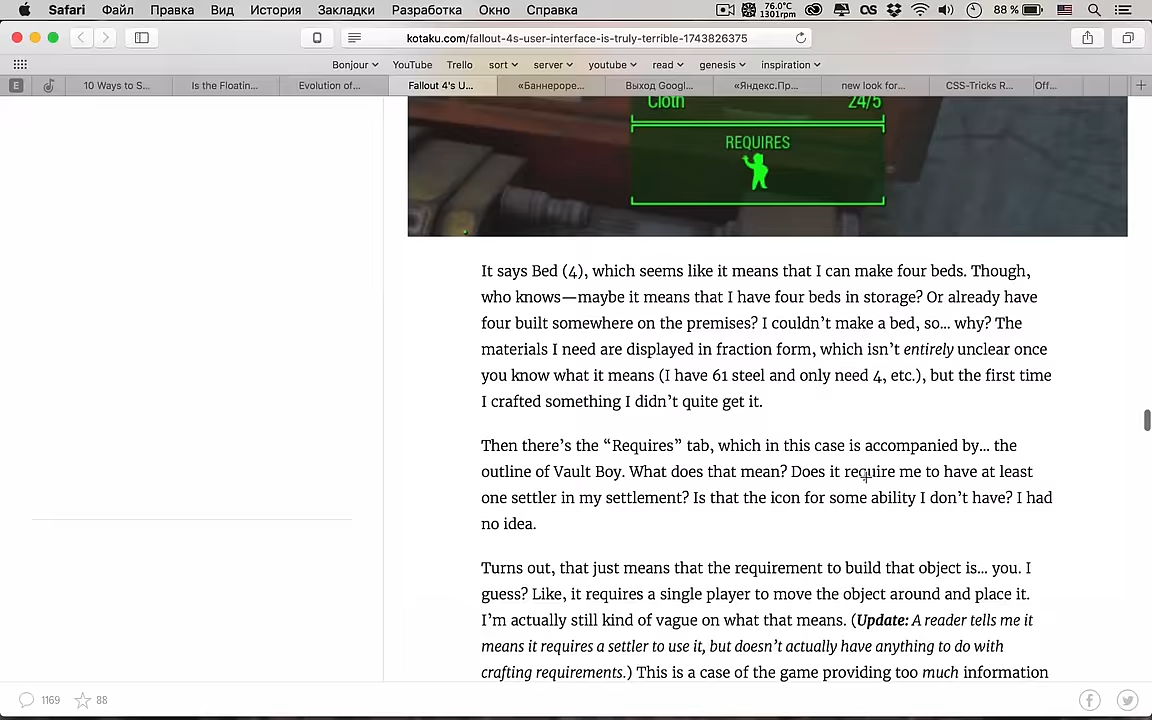 Safari Файл Правка Вид История Закладки Разработка Окно Справка 76.0°C 1301rpm 88 %
kotaku.com/fallout-4s-user-interface-is-truly-terrible-1743826375
Bonjour YouTube Trello sort server youtube read genesis inspiration
E 10 Ways to S... Is the Floatin... Evolution of... Fallout 4's U... «Баннероре... Выход Googl... «Яндекс.Пр... new look for... CSS-Tricks R... Off...
Cloth 24/5
REQUIRES
It says Bed (4), which seems like it means that I can make four beds. Though,
who knows—maybe it means that I have four beds in storage? Or already have
four built somewhere on the premises? I couldn’t make a bed, so... why? The
materials I need are displayed in fraction form, which isn’t entirely unclear once
you know what it means (I have 61 steel and only need 4, etc.), but the first time
I crafted something I didn’t quite get it.
Then there’s the “Requires” tab, which in this case is accompanied by... the
outline of Vault Boy. What does that mean? Does it require me to have at least
one settler in my settlement? Is that the icon for some ability I don’t have? I had
no idea.
Turns out, that just means that the requirement to build that object is... you. I
guess? Like, it requires a single player to move the object around and place it.
I’m actually still kind of vague on what that means. (Update: A reader tells me it
means it requires a settler to use it, but doesn’t actually have anything to do with
crafting requirements.) This is a case of the game providing too much information
1169 88